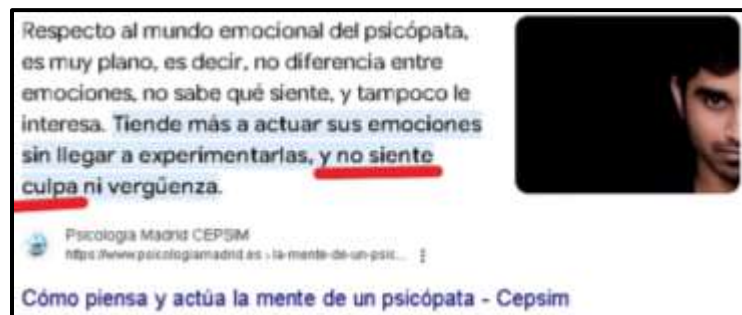 Respecto al mundo emocional del psicópata,
es muy plano, es decir, no diferencia entre
emociones, no sabe qué siente, y tampoco le
interesa. Tiende más a actuar sus emociones
sin llegar a experimentarlas, y no siente
culpa ni vergüenza.
Psicología Madrid CEPSIM
https://www.psicologiamadrid.es › la-mente-de-un-psic...
Cómo piensa y actúa la mente de un psicópata - Cepsim